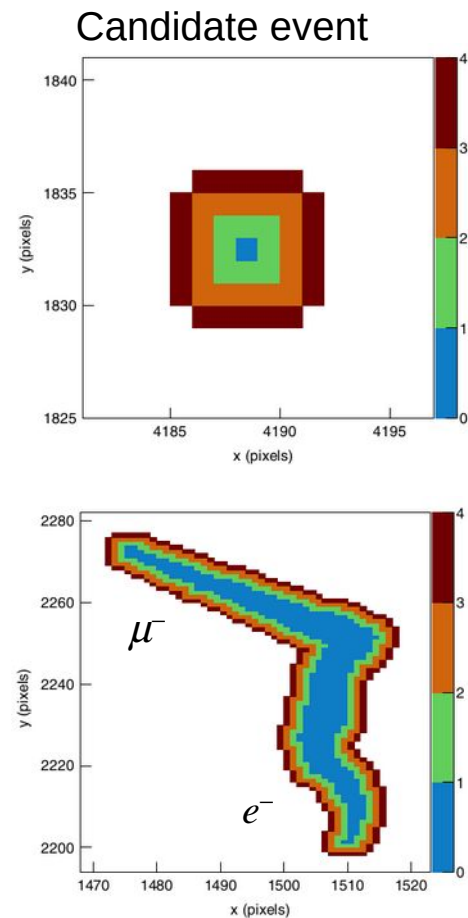 Candidate event
1840
1835
1830
1825
y (pixels)
4185 4190 4195
x (pixels)
4
3
2
1
0
2280
2260
2240
2220
2200
y (pixels)
μ⁻
e⁻
1470 1480 1490 1500 1510 1520
x (pixels)
4
3
2
1
0